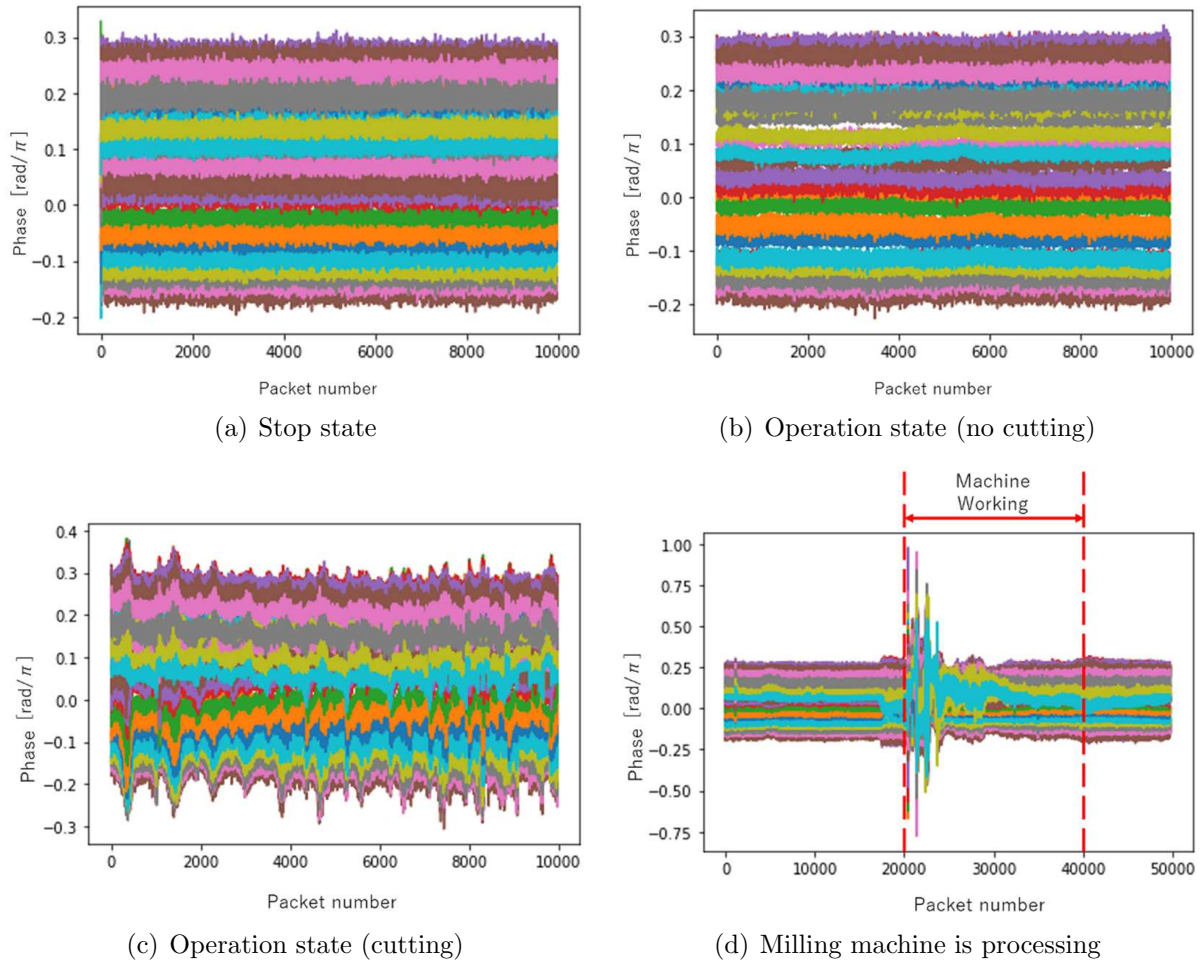 0.3
0.2
0.1
0.0
−0.1
−0.2
Phase [rad/π]
0 2000 4000 6000 8000 10000
Packet number
(a) Stop state
0.3
0.2
0.1
0.0
−0.1
−0.2
Phase [rad/π]
0 2000 4000 6000 8000 10000
Packet number
(b) Operation state (no cutting)
0.4
0.3
0.2
0.1
0.0
−0.1
−0.2
−0.3
Phase [rad/π]
0 2000 4000 6000 8000 10000
Packet number
(c) Operation state (cutting)
Machine
Working
1.00
0.75
0.50
0.25
0.00
−0.25
−0.50
−0.75
Phase [rad/π]
0 10000 20000 30000 40000 50000
Packet number
(d) Milling machine is processing